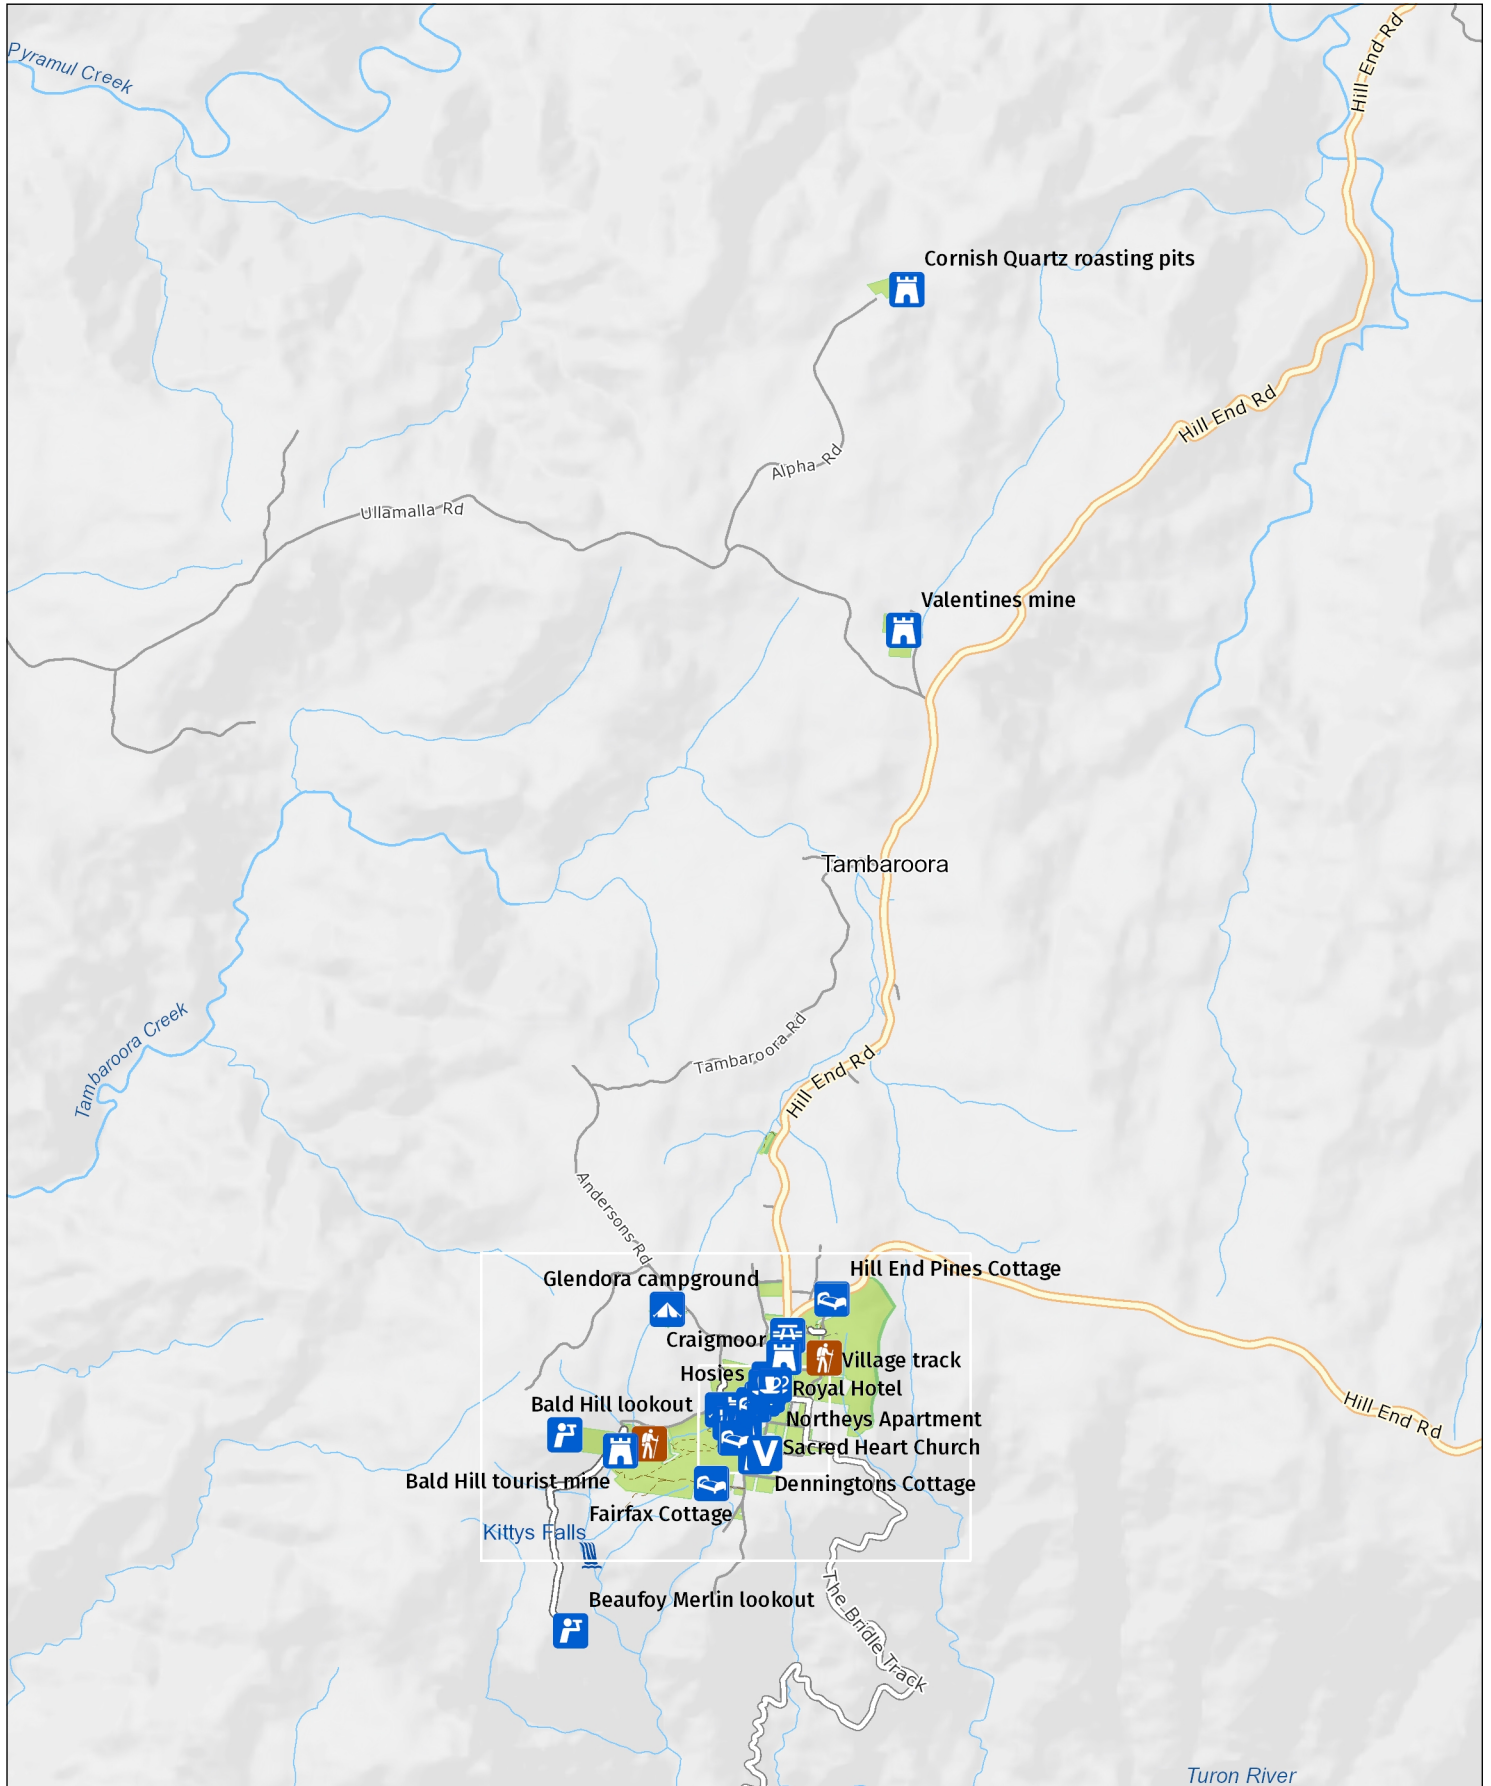 Hill End Rd
Pyramul Creek
Cornish Quartz roasting pits
Hill End Rd
Alpha Rd
Ullamalla Rd
Valentines mine
Tambaroora
Tambaroora Creek
Tambaroora Rd
Hill End Rd
Andersons Rd
Hill End Pines Cottage
Glendora campground
Craigmoor
Village track
Hosies
Royal Hotel
Bald Hill lookout
Hill End Rd
Northeys Apartment
V
Sacred Heart Church
Bald Hill tourist mine
Denningtons Cottage
Fairfax Cottage
Kittys Falls
Beaufoy Merlin lookout
The Bridle Track
Turon River